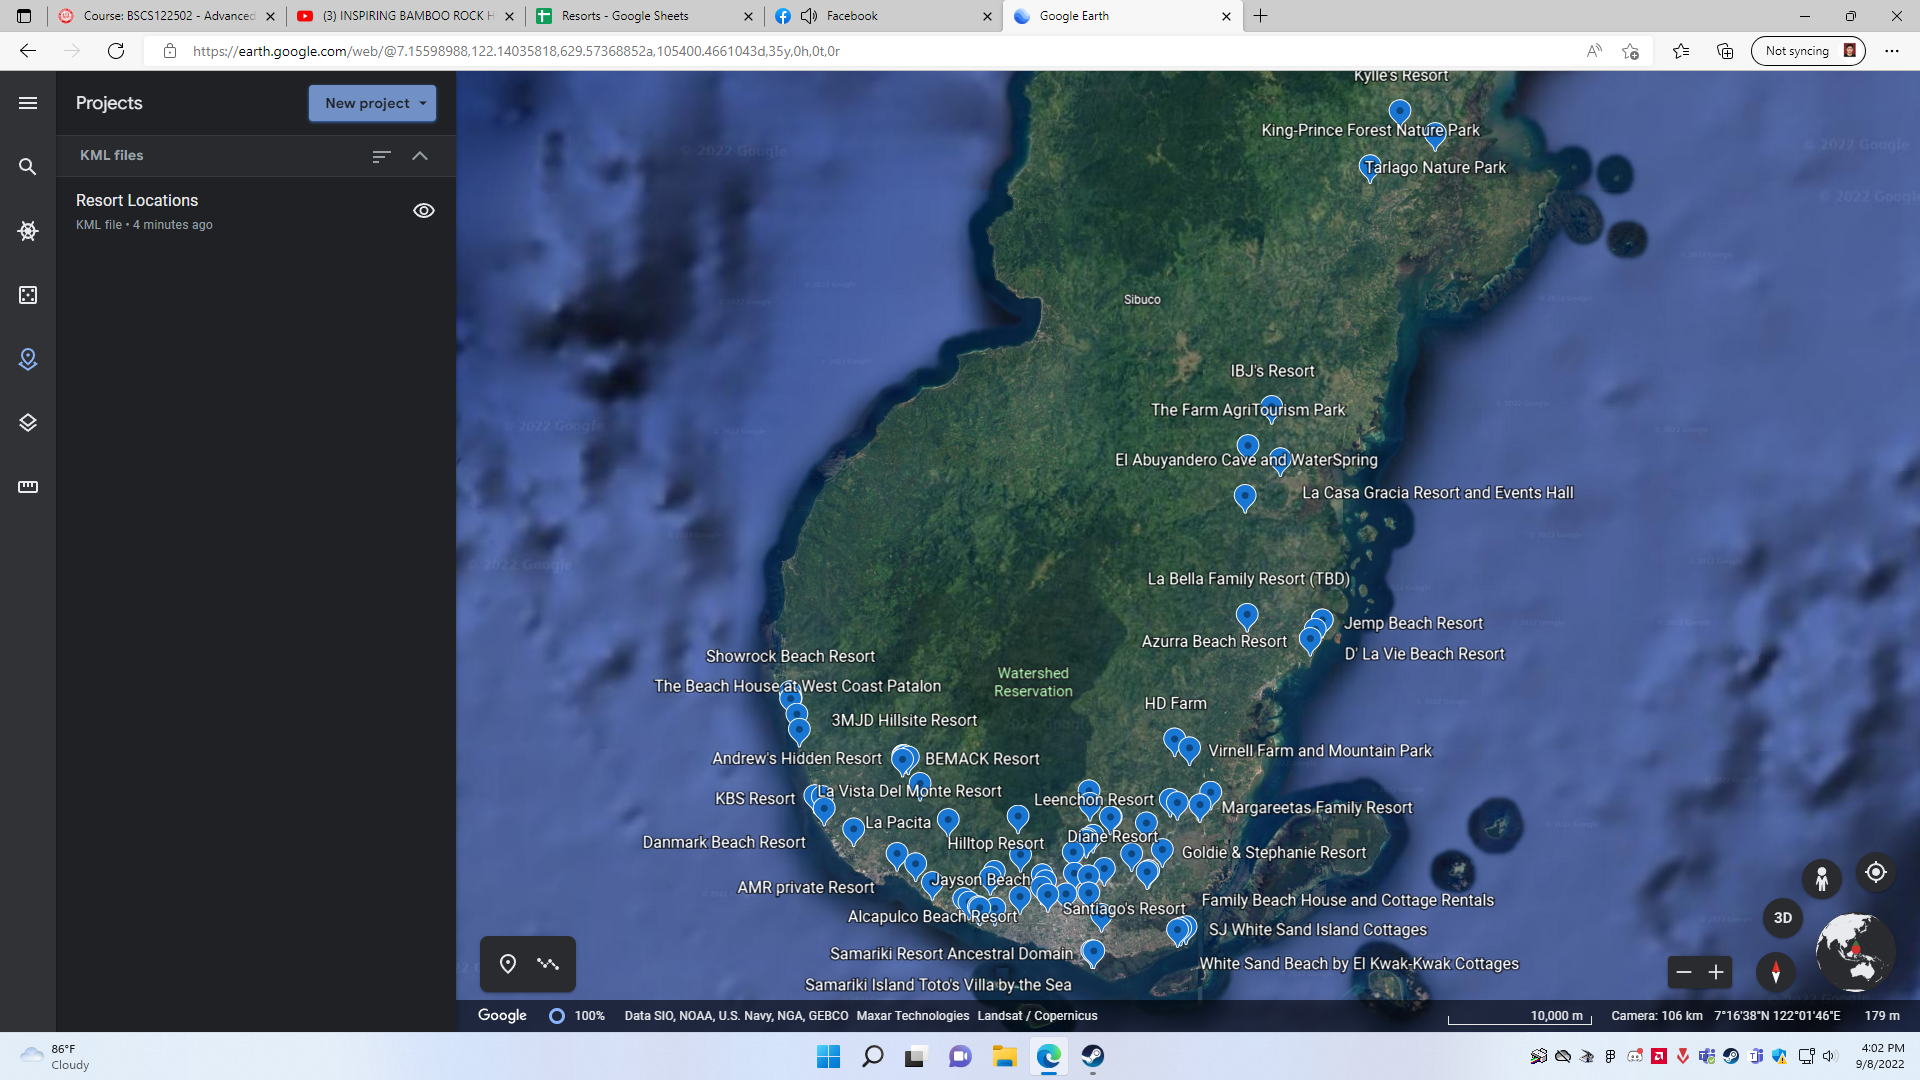 Course: BSCS122502 - Advanced
(3) INSPIRING BAMBOO ROCK H
Resorts - Google Sheets
Facebook
Google Earth
https://earth.google.com/web/@7.15598988,122.14035818,629.57368852a,105400.4661043d,35y,0h,0t,0r
Not syncing
Projects
New project
KML files
Resort Locations
KML file • 4 minutes ago
Kylle's Resort
© 2022 Google
© 2022 Google
King-Prince Forest Nature Park
Tarlago Nature Park
© 2022 Google
Sibuco
IBJ's Resort
The Farm AgriTourism Park
© 2022 Google
El Abuyandero Cave and WaterSpring
La Casa Gracia Resort and Events Hall
© 2022 Google
La Bella Family Resort (TBD)
Jemp Beach Resort
Azurra Beach Resort
D' La Vie Beach Resort
Showrock Beach Resort
Watershed
Reservation
The Beach House at West Coast Patalon
HD Farm
3MJD Hillsite Resort
Virnell Farm and Mountain Park
Andrew's Hidden Resort
BEMACK Resort
La Vista Del Monte Resort
KBS Resort
Leenchon Resort
Margareetas Family Resort
La Pacita
Diane Resort
Danmark Beach Resort
Hilltop Resort
Goldie & Stephanie Resort
Jayson Beach
AMR private Resort
Family Beach House and Cottage Rentals
Santiago's Resort
Alcapulco Beach Resort
SJ White Sand Island Cottages
Samariki Resort Ancestral Domain
White Sand Beach by El Kwak-Kwak Cottages
Samariki Island Toto's Villa by the Sea
3D
Google
100%
Data SIO, NOAA, U.S. Navy, NGA, GEBCO Maxar Technologies Landsat / Copernicus
10,000 m
Camera: 106 km 7°16'38"N 122°01'46"E 179 m
86°F
Cloudy
4:02 PM
9/8/2022